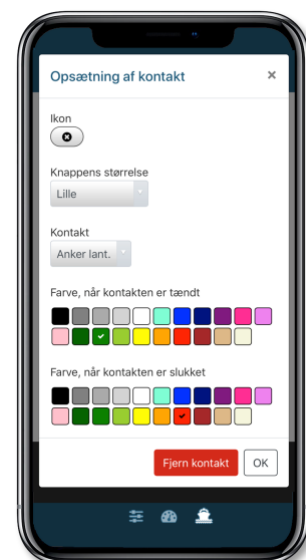 Opsætning af kontakt ×
Ikon
Knappens størrelse
Lille
Kontakt
Anker lant.
Farve, når kontakten er tændt
Farve, når kontakten er slukket
Fjern kontakt OK